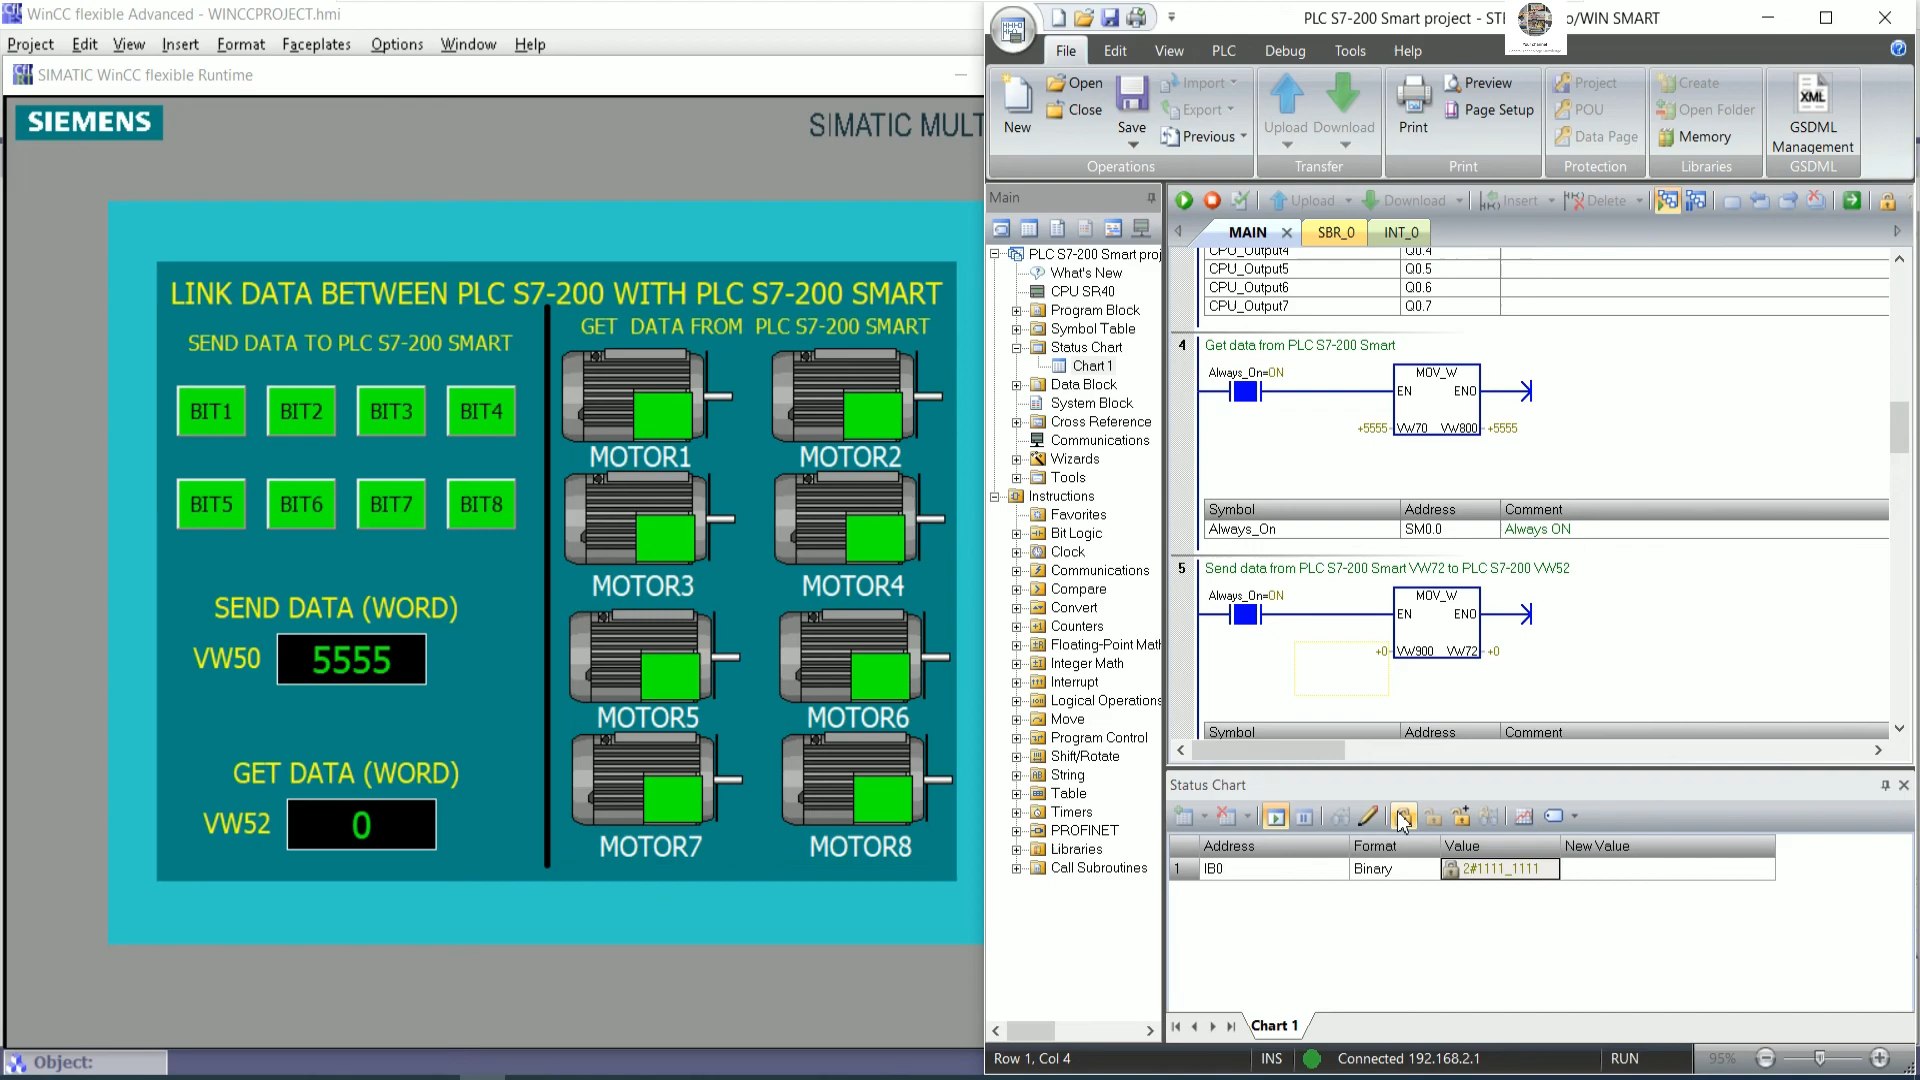 WinCC flexible Advanced - WINCCPROJECT.hmi
Project Edit View Insert Format Faceplates Options Window Help
SIMATIC WinCC flexible Runtime
SIEMENS
SIMATIC MULT
LINK DATA BETWEEN PLC S7-200 WITH PLC S7-200 SMART
SEND DATA TO PLC S7-200 SMART
GET DATA FROM PLC S7-200 SMART
BIT1 BIT2 BIT3 BIT4
BIT5 BIT6 BIT7 BIT8
MOTOR1 MOTOR2
MOTOR3 MOTOR4
MOTOR5 MOTOR6
MOTOR7 MOTOR8
SEND DATA (WORD)
VW50 5555
GET DATA (WORD)
VW52 0
Object:
PLC S7-200 Smart project - STE
o/WIN SMART
Your channel
File Edit View PLC Debug Tools Help
New
Open
Close
Save
Import
Export
Previous
Operations
Upload Download
Transfer
Print
Preview
Page Setup
Print
Project
POU
Data Page
Protection
Create
Open Folder
Memory
Libraries
XML
GSDML
Management
GSDML
Main
PLC S7-200 Smart proj
What's New
CPU SR40
Program Block
Symbol Table
Status Chart
Chart 1
Data Block
System Block
Cross Reference
Communications
Wizards
Tools
Instructions
Favorites
Bit Logic
Clock
Communications
Compare
Convert
Counters
Floating-Point Math
Integer Math
Interrupt
Logical Operations
Move
Program Control
Shift/Rotate
String
Table
Timers
PROFINET
Libraries
Call Subroutines
Upload Download Insert Delete
MAIN SBR_0 INT_0
CPU_Output4 Q0.4
CPU_Output5 Q0.5
CPU_Output6 Q0.6
CPU_Output7 Q0.7
4 Get data from PLC S7-200 Smart
Always_On=ON
MOV_W
EN ENO
+5555 VW70 VW800 +5555
Symbol Address Comment
Always_On SM0.0 Always ON
5 Send data from PLC S7-200 Smart VW72 to PLC S7-200 VW52
Always_On=ON
MOV_W
EN ENO
+0 VW900 VW72 +0
Symbol Address Comment
Status Chart
Address Format Value New Value
1 IB0 Binary 2#1111_1111
Chart 1
Row 1, Col 4 INS Connected 192.168.2.1 RUN 95%